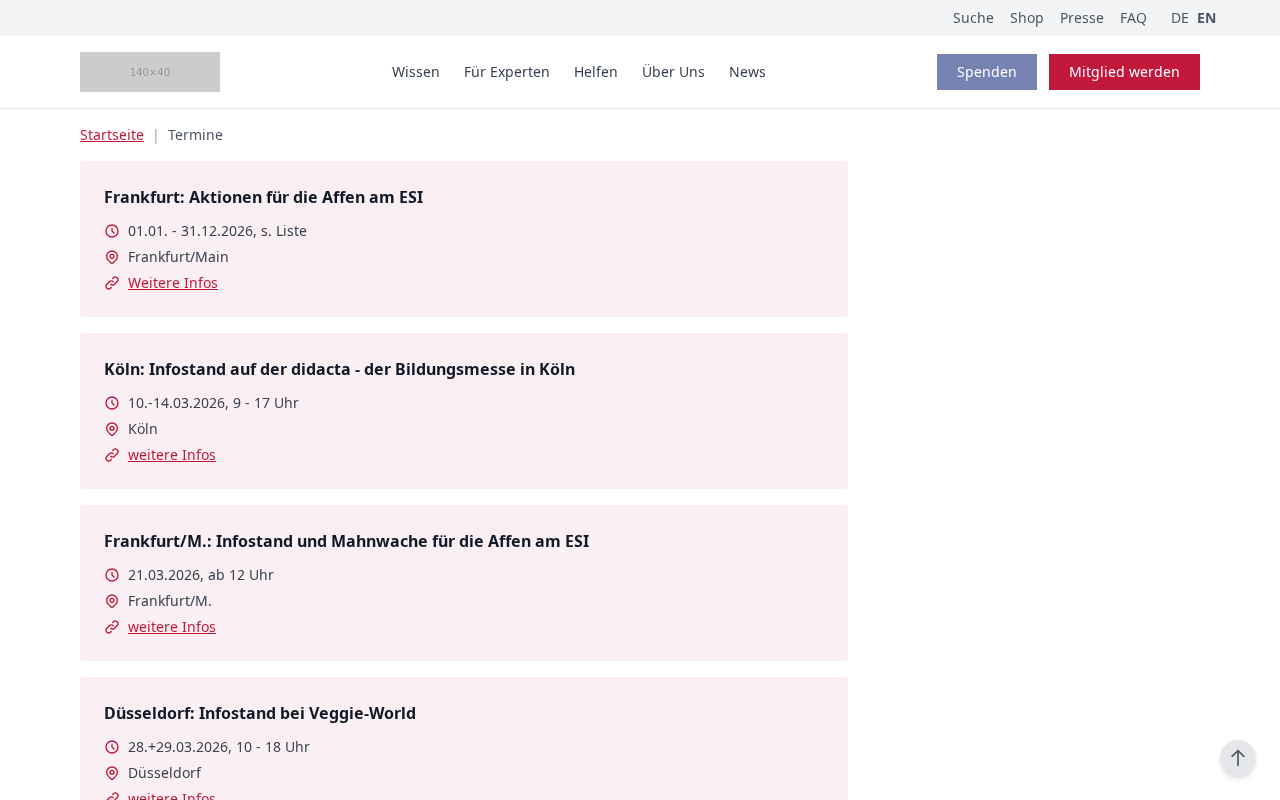 Suche Shop Presse FAQ DE EN
140×40
Wissen Für Experten Helfen Über Uns News
Spenden Mitglied werden
Startseite | Termine
Frankfurt: Aktionen für die Affen am ESI
01.01. - 31.12.2026, s. Liste
Frankfurt/Main
Weitere Infos
Köln: Infostand auf der didacta - der Bildungsmesse in Köln
10.-14.03.2026, 9 - 17 Uhr
Köln
weitere Infos
Frankfurt/M.: Infostand und Mahnwache für die Affen am ESI
21.03.2026, ab 12 Uhr
Frankfurt/M.
weitere Infos
Düsseldorf: Infostand bei Veggie-World
28.+29.03.2026, 10 - 18 Uhr
Düsseldorf
weitere Infos